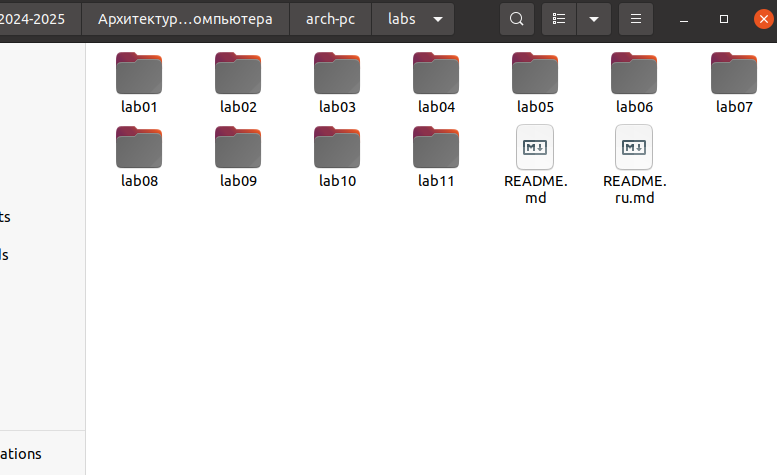 2024-2025 Архитектур…омпьютера arch-pc labs
lab01 lab02 lab03 lab04 lab05 lab06 lab07
lab08 lab09 lab10 lab11 README.md README.ru.md
ts
ls
ations